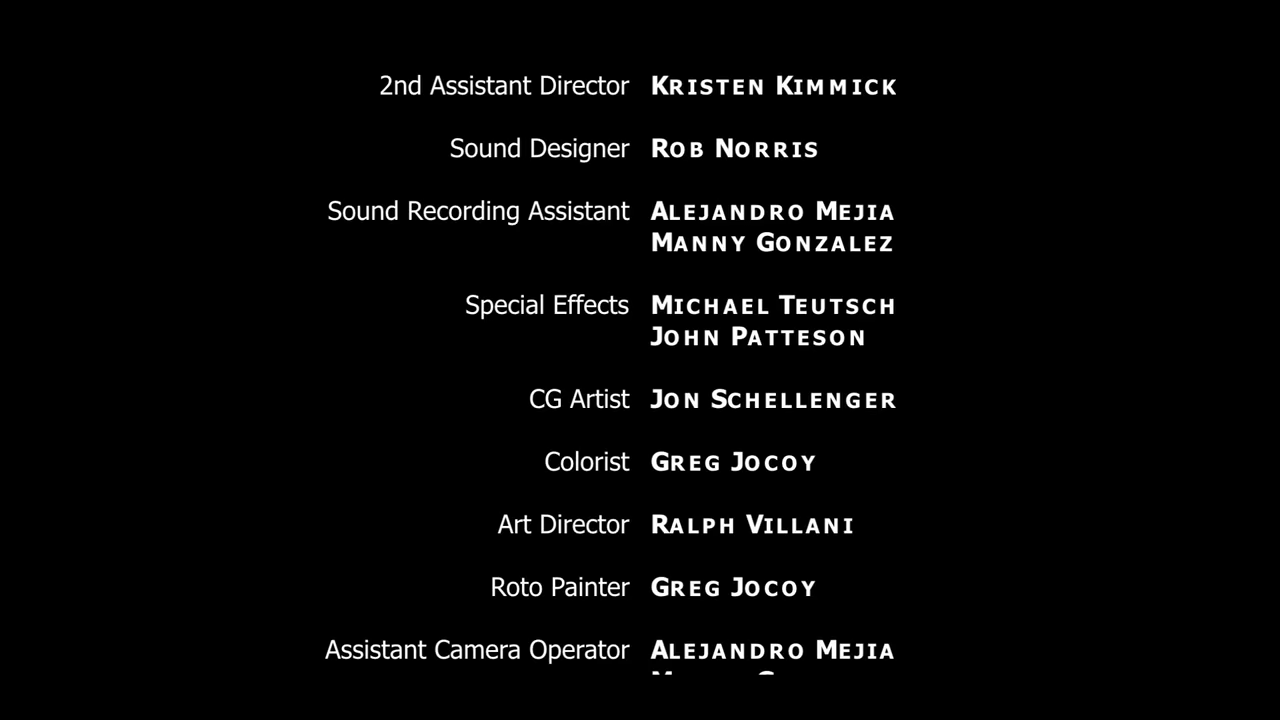 2nd Assistant Director KRISTEN KIMMICK
Sound Designer ROB NORRIS
Sound Recording Assistant ALEJANDRO MEJIA
MANNY GONZALEZ
Special Effects MICHAEL TEUTSCH
JOHN PATTESON
CG Artist JON SCHELLENGER
Colorist GREG JOCOY
Art Director RALPH VILLANI
Roto Painter GREG JOCOY
Assistant Camera Operator ALEJANDRO MEJIA